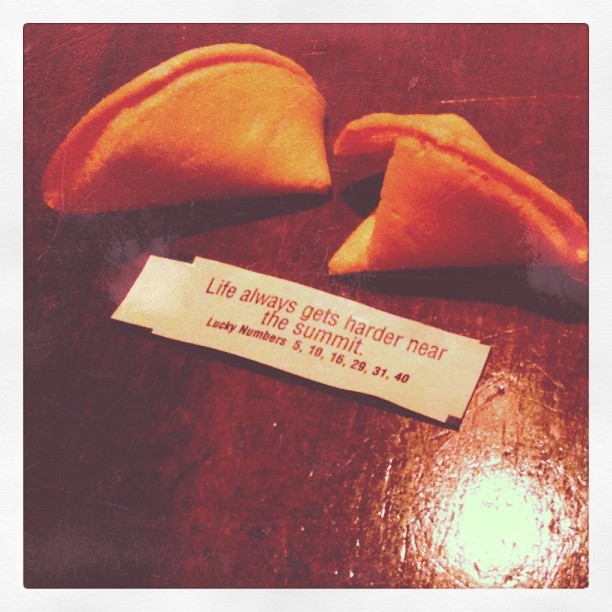 Life always gets harder near
the summit.
Lucky Numbers 5, 10, 16, 29, 31, 40